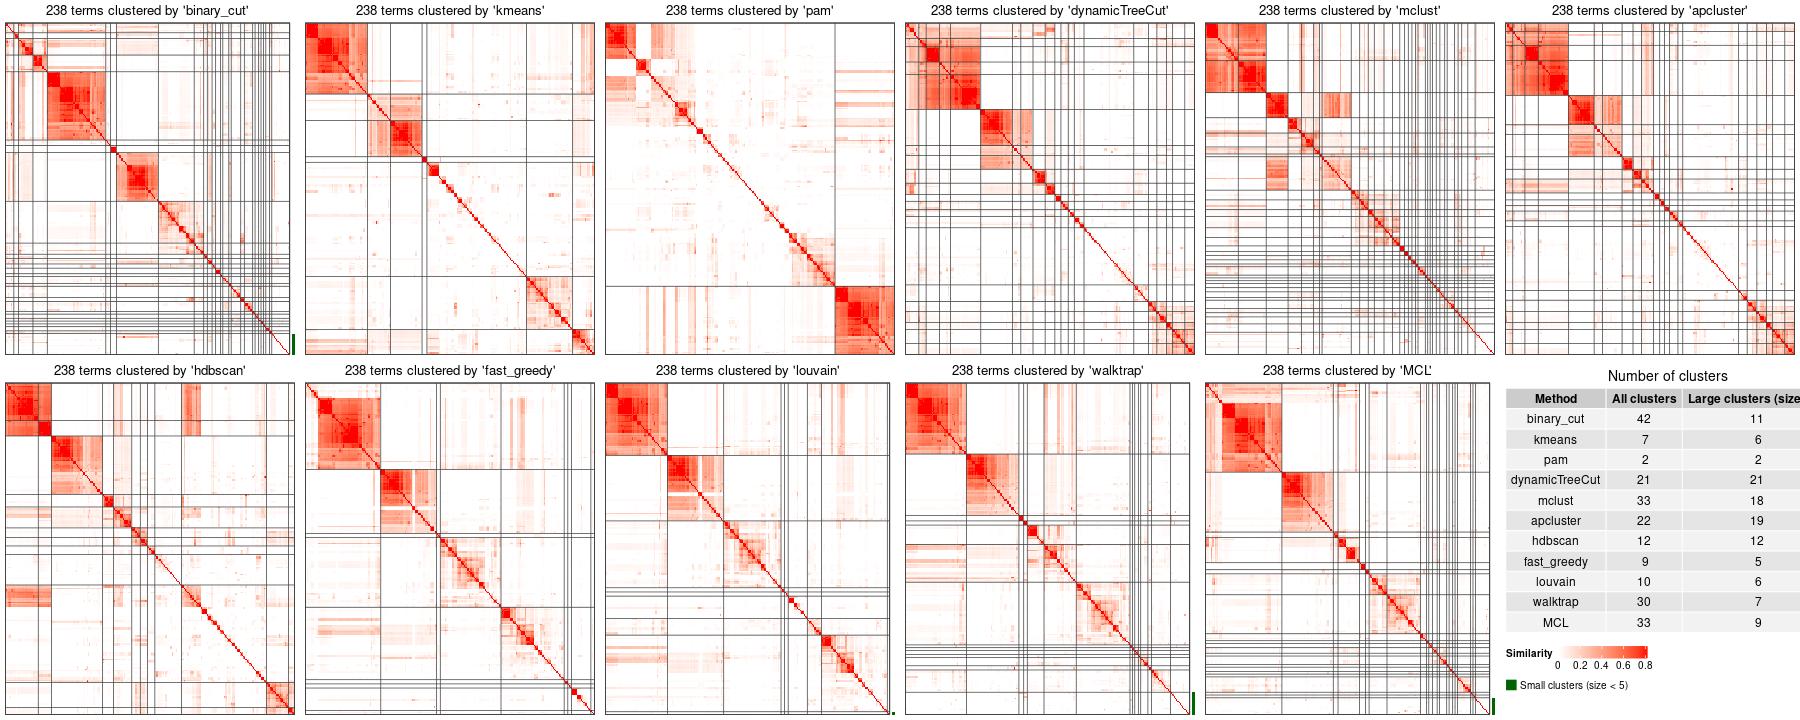 238 terms clustered by 'binary_cut'
238 terms clustered by 'kmeans'
238 terms clustered by 'pam'
238 terms clustered by 'dynamicTreeCut'
238 terms clustered by 'mclust'
238 terms clustered by 'apcluster'
238 terms clustered by 'hdbscan'
238 terms clustered by 'fast_greedy'
238 terms clustered by 'louvain'
238 terms clustered by 'walktrap'
238 terms clustered by 'MCL'
Number of clusters
Method All clusters Large clusters (size
binary_cut 42 11
kmeans 7 6
pam 2 2
dynamicTreeCut 21 21
mclust 33 18
apcluster 22 19
hdbscan 12 12
fast_greedy 9 5
louvain 10 6
walktrap 30 7
MCL 33 9
Similarity
0 0.2 0.4 0.6 0.8
Small clusters (size < 5)